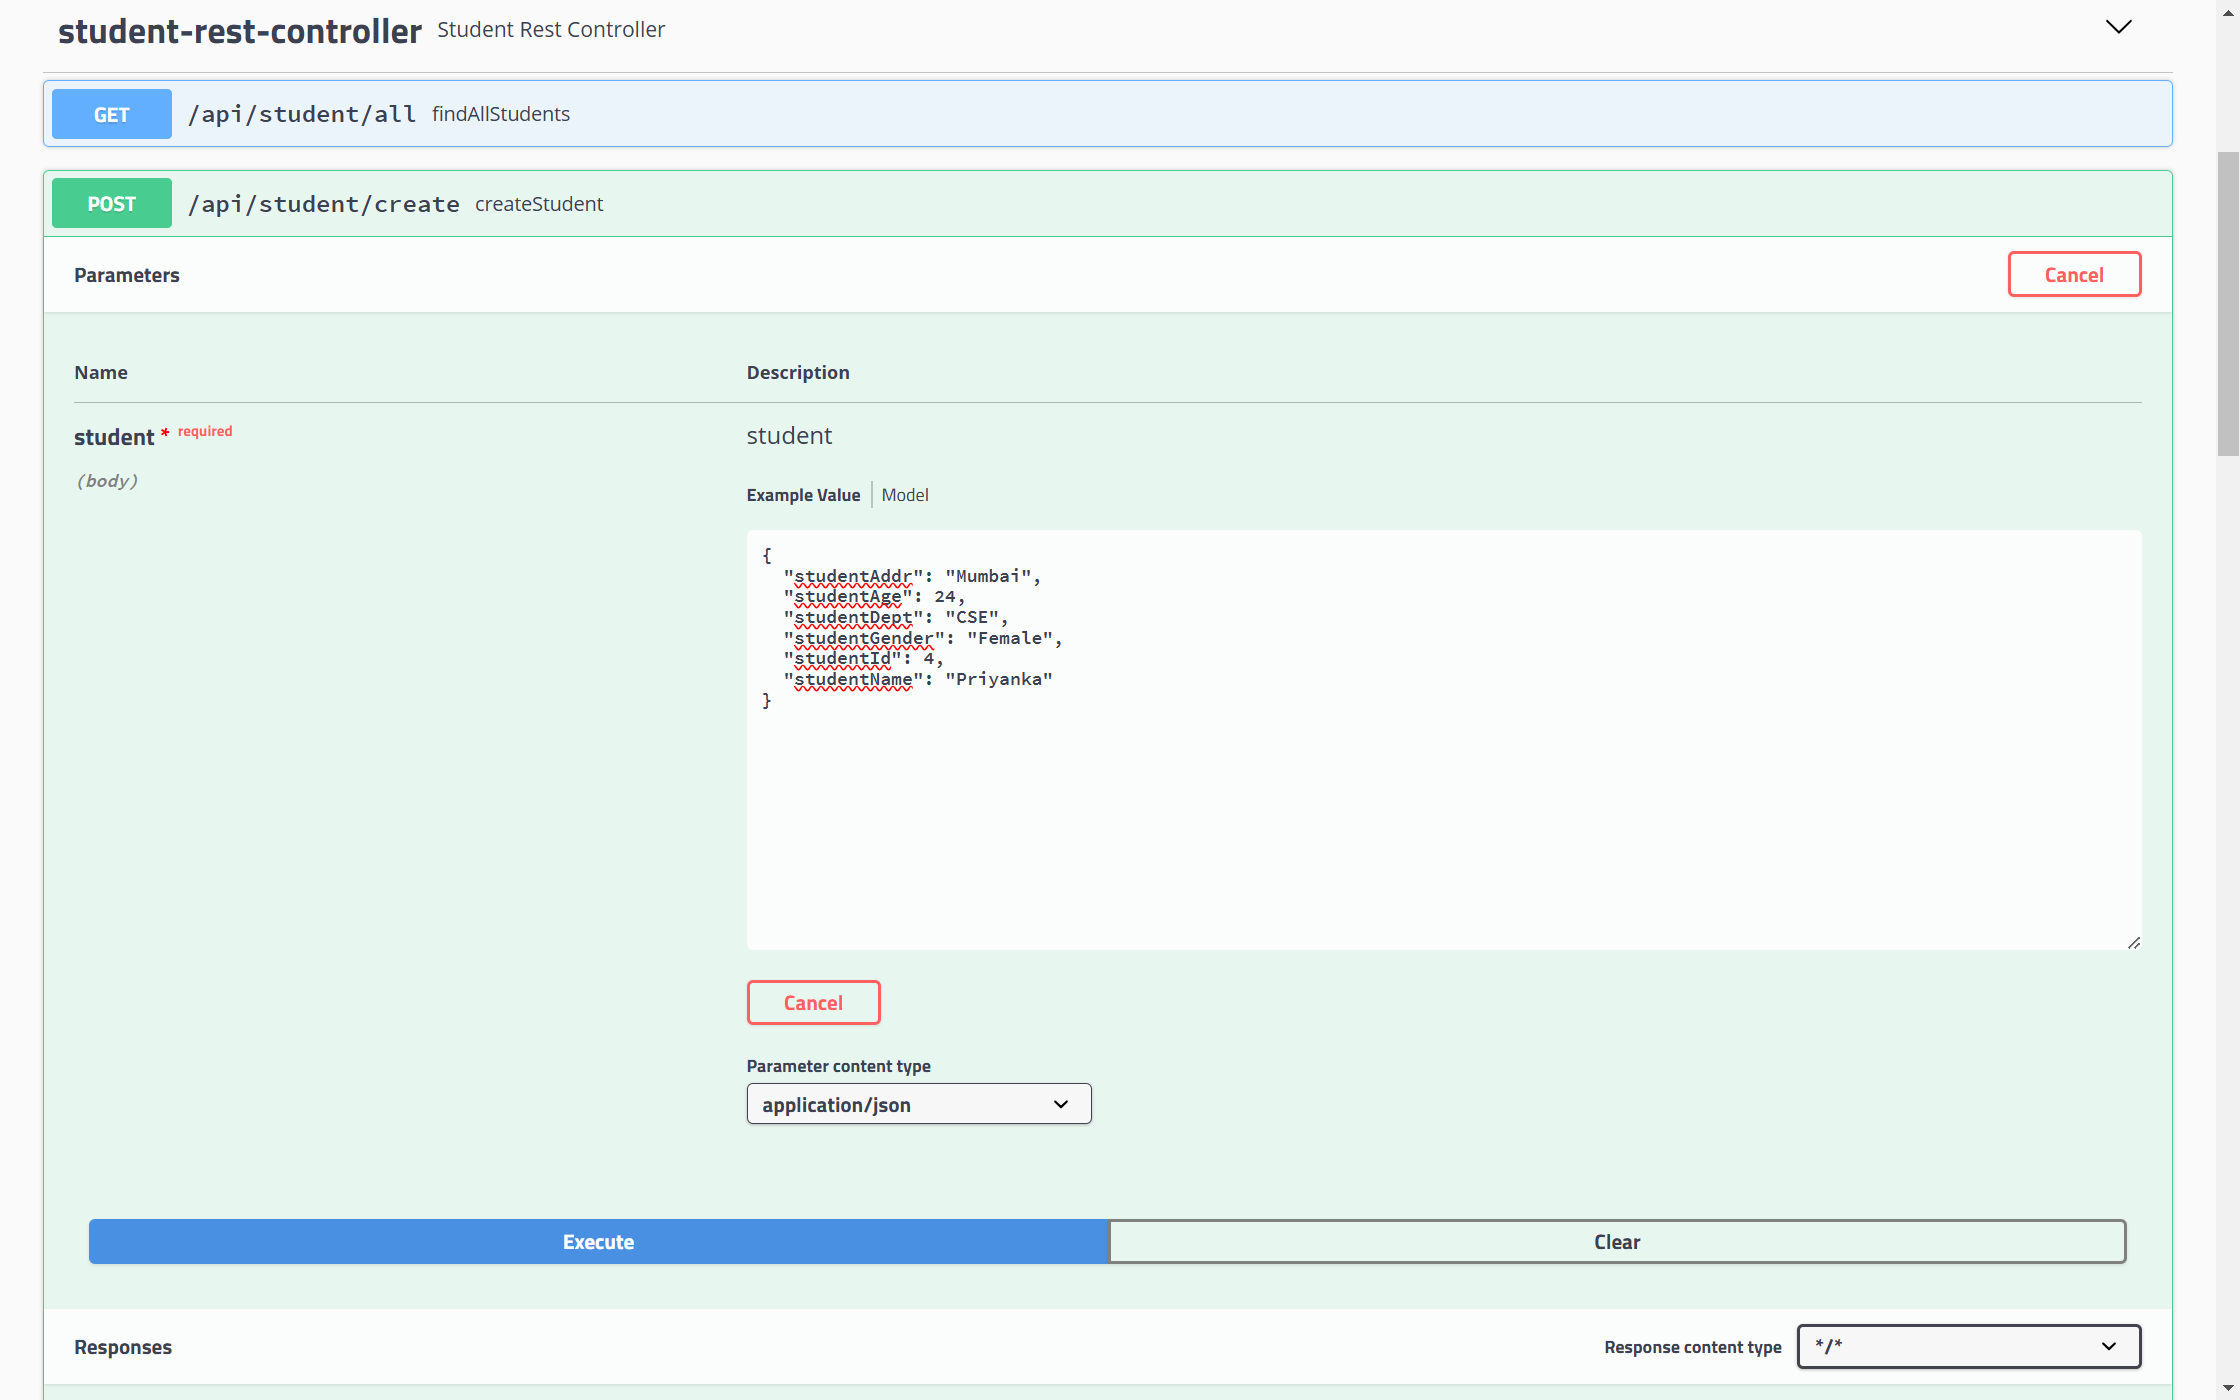 student-rest-controller Student Rest Controller
GET /api/student/all findAllStudents
POST /api/student/create createStudent
Parameters Cancel
Name Description
student * required student
(body)
Example Value Model
{
"studentAddr": "Mumbai",
"studentAge": 24,
"studentDept": "CSE",
"studentGender": "Female",
"studentId": 4,
"studentName": "Priyanka"
}
Cancel
Parameter content type
application/json
Execute Clear
Responses Response content type */*